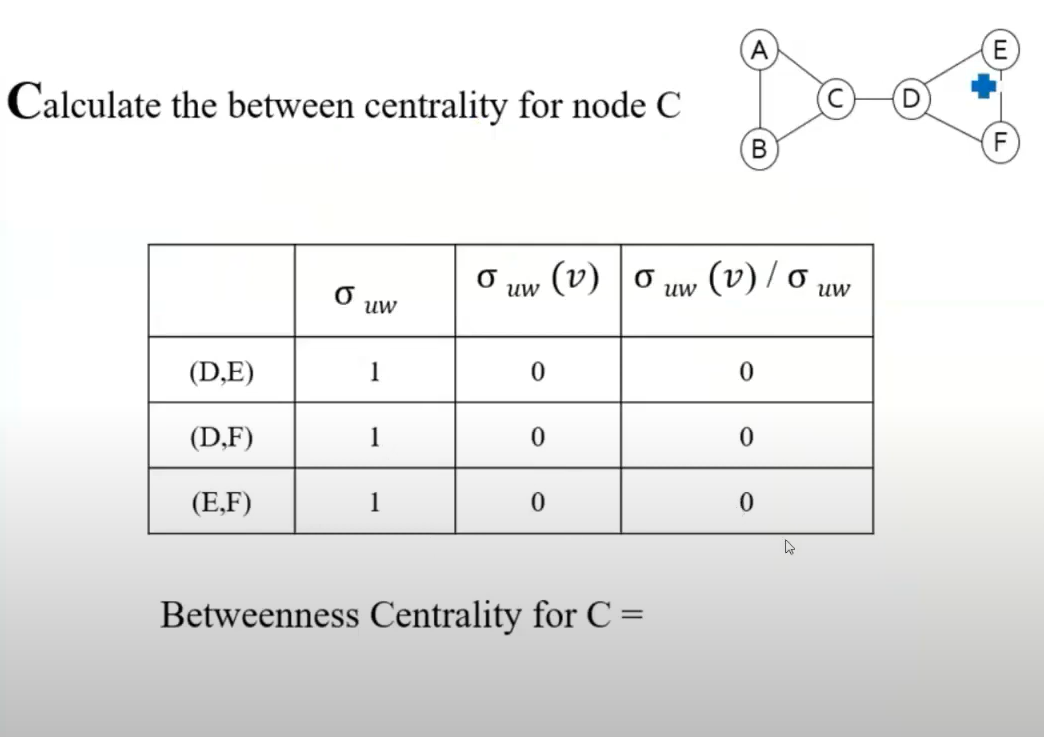 Calculate the between centrality for node C
A
E
C
D
B
F
σ uw
σ uw (v)
σ uw (v) / σ uw
(D,E) 1 0 0
(D,F) 1 0 0
(E,F) 1 0 0
Betweenness Centrality for C =